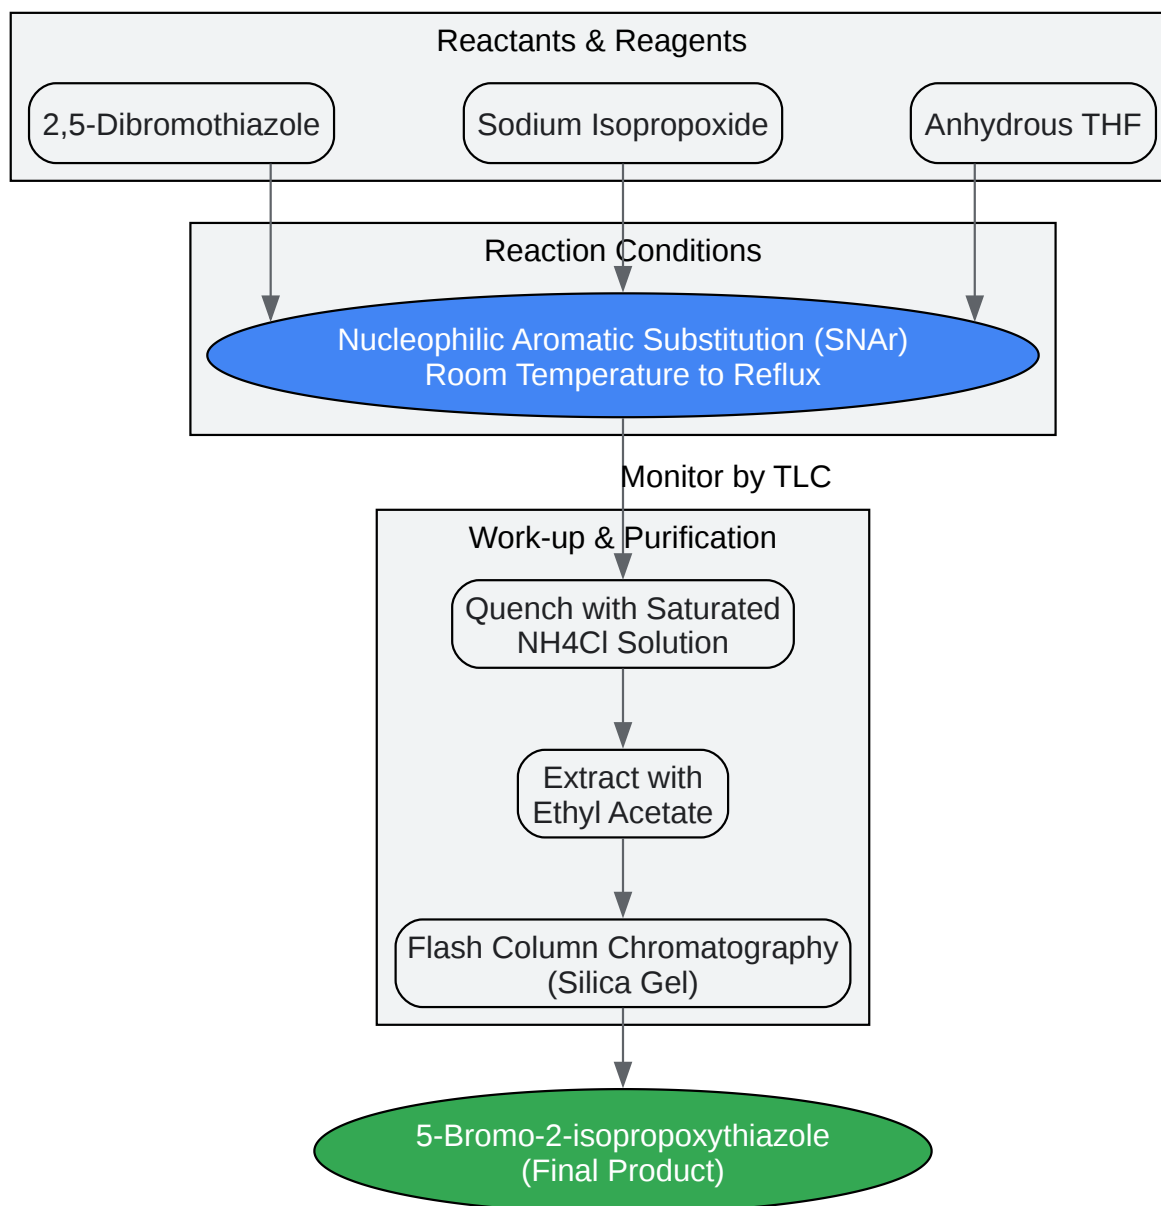 Reactants & Reagents
2,5-Dibromothiazole
Sodium Isopropoxide
Anhydrous THF
Reaction Conditions
Nucleophilic Aromatic Substitution (SNAr)
Room Temperature to Reflux
Monitor by TLC
Work-up & Purification
Quench with Saturated
NH4Cl Solution
Extract with
Ethyl Acetate
Flash Column Chromatography
(Silica Gel)
5-Bromo-2-isopropoxythiazole
(Final Product)